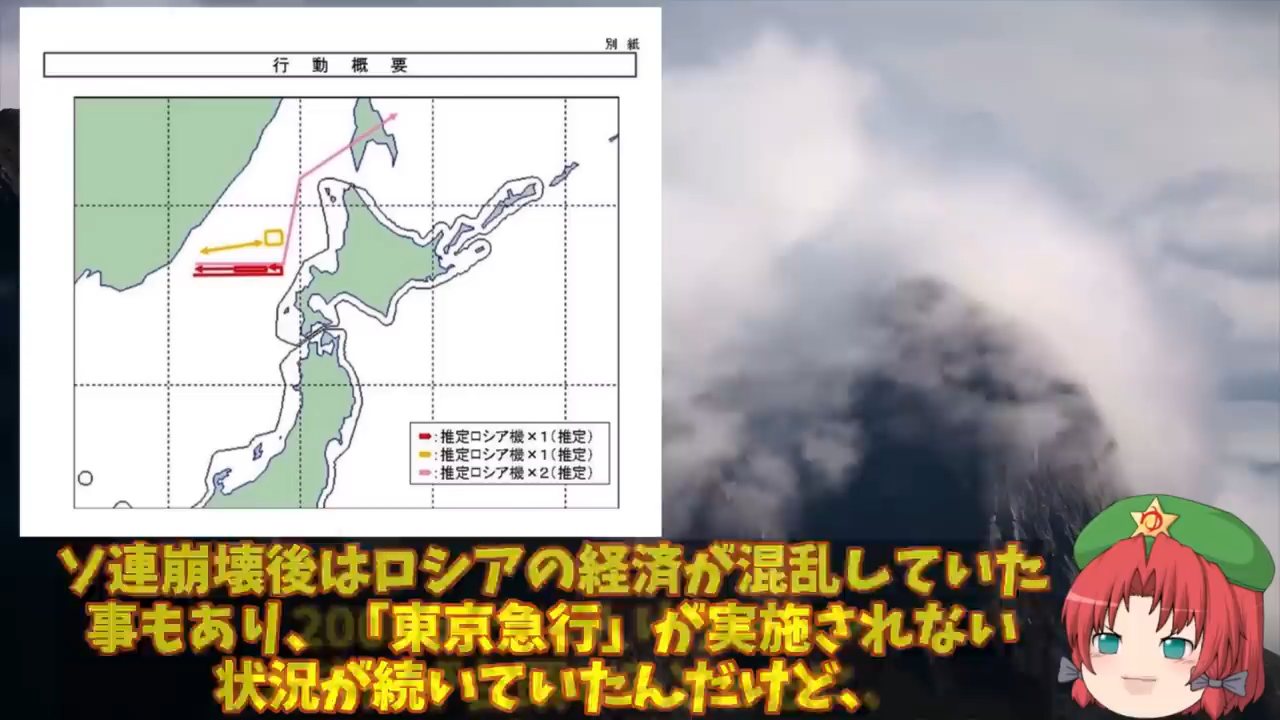 別 紙
行 動 概 要
:推定ロシア機×1(推定)
:推定ロシア機×1(推定)
:推定ロシア機×2(推定)
ソ連崩壊後はロシアの経済が混乱していた
事もあり、「東京急行」が実施されない
状況が続いていたんだけど、